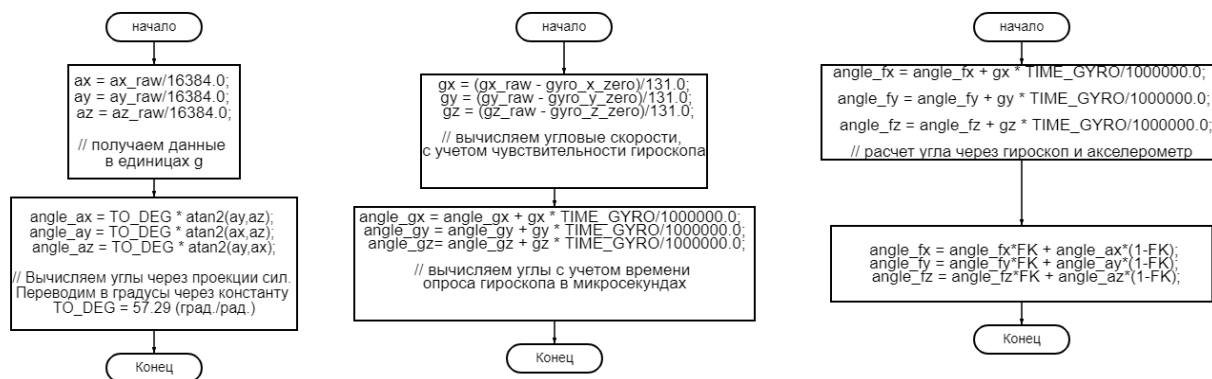 начало
ax = ax_raw/16384.0;
ay = ay_raw/16384.0;
az = az_raw/16384.0;
// получаем данные
в единицах g
angle_ax = TO_DEG * atan2(ay,az);
angle_ay = TO_DEG * atan2(ax,az);
angle_az = TO_DEG * atan2(ay,ax);
// Вычисляем углы через проекции сил.
Переводим в градусы через константу
TO_DEG = 57.29 (град./рад.)
Конец
начало
gx = (gx_raw - gyro_x_zero)/131.0;
gy = (gy_raw - gyro_y_zero)/131.0;
gz = (gz_raw - gyro_z_zero)/131.0;
// вычисляем угловые скорости,
с учетом чувствительности гироскопа
angle_gx = angle_gx + gx * TIME_GYRO/1000000.0;
angle_gy = angle_gy + gy * TIME_GYRO/1000000.0;
angle_gz= angle_gz + gz * TIME_GYRO/1000000.0;
// вычисляем углы с учетом времени
опроса гироскопа в микросекундах
Конец
начало
angle_fx = angle_fx + gx * TIME_GYRO/1000000.0;
angle_fy = angle_fy + gy * TIME_GYRO/1000000.0;
angle_fz = angle_fz + gz * TIME_GYRO/1000000.0;
// расчет угла через гироскоп и акселерометр
angle_fx = angle_fx*FK + angle_ax*(1-FK);
angle_fy = angle_fy*FK + angle_ay*(1-FK);
angle_fz = angle_fz*FK + angle_az*(1-FK);
Конец